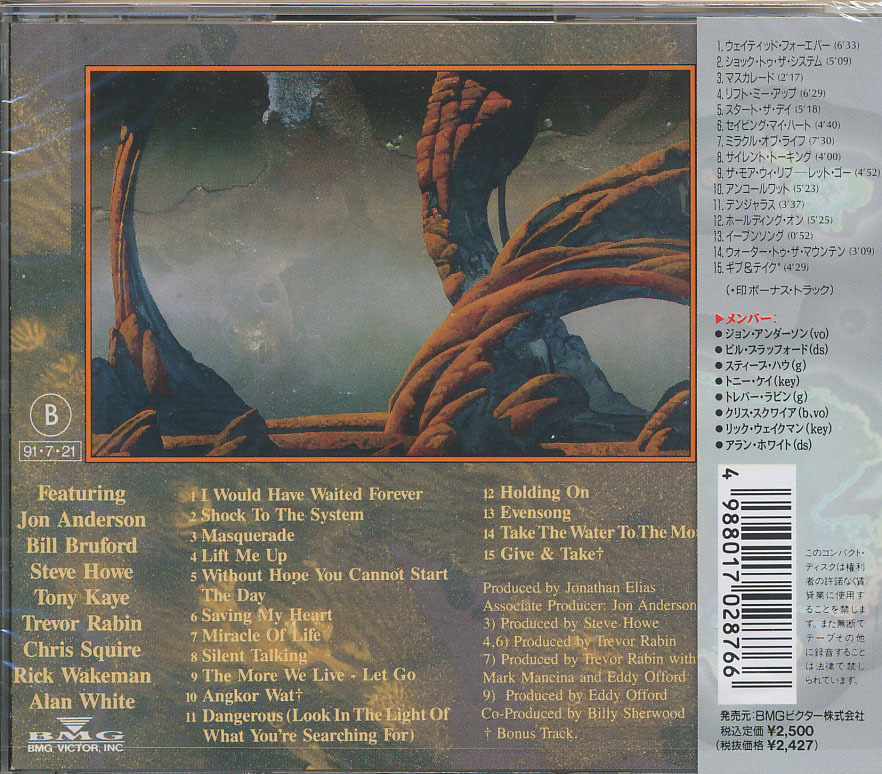 1. ウェイティッド・フォーエバー (6'33)
2. ショック・トゥ・ザ・システム (5'09)
3. マスカレード (2'17)
4. リフト・ミー・アップ (6'29)
5. スタート・ザ・デイ (5'18)
6. セイビング・マイ・ハート (4'40)
7. ミラクル・オブ・ライフ (7'30)
8. サイレント・トーキング (4'00)
9. ザ・モア・ウィ・リブ──レット・ゴー (4'52)
10. アンコールワット (5'23)
11. デンジャラス (3'37)
12. ホールディング・オン (5'25)
13. イーブンソング (0'52)
14. ウォーター・トゥ・ザ・マウンテン (3'09)
15. ギブ&テイク* (4'29)
(*印ボーナス・トラック)
▶メンバー:
●ジョン・アンダーソン(vo)
●ビル・ブラッフォード(ds)
●スティーブ・ハウ(g)
●トニー・ケイ(key)
●トレバー・ラビン(g)
●クリス・スクワイア(b,vo)
●リック・ウェイクマン(key)
●アラン・ホワイト(ds)
B
91・7・21
Featuring
Jon Anderson
Bill Bruford
Steve Howe
Tony Kaye
Trevor Rabin
Chris Squire
Rick Wakeman
Alan White
BMG
BMG VICTOR, INC.
1 I Would Have Waited Forever
2 Shock To The System
3 Masquerade
4 Lift Me Up
5 Without Hope You Cannot Start
The Day
6 Saving My Heart
7 Miracle Of Life
8 Silent Talking
9 The More We Live - Let Go
10 Angkor Wat†
11 Dangerous (Look In The Light Of
What You're Searching For)
12 Holding On
13 Evensong
14 Take The Water To The Mou
15 Give & Take†
Produced by Jonathan Elias
Associate Producer: Jon Anderson
3) Produced by Steve Howe
4,6) Produced by Trevor Rabin
7) Produced by Trevor Rabin with
Mark Mancina and Eddy Offord
9) Produced by Eddy Offord
Co-Produced by Billy Sherwood
† Bonus Track.
4 988017 028766
このコンパクト・
ディスクは権利
者の許諾なく賃
貸業に使用す
ることを禁じま
す。また無断で
テープその他
に録音すること
は法律で禁じ
られています。
発売元:BMGビクター株式会社
税込定価 ¥2,500
(税抜価格 ¥2,427)